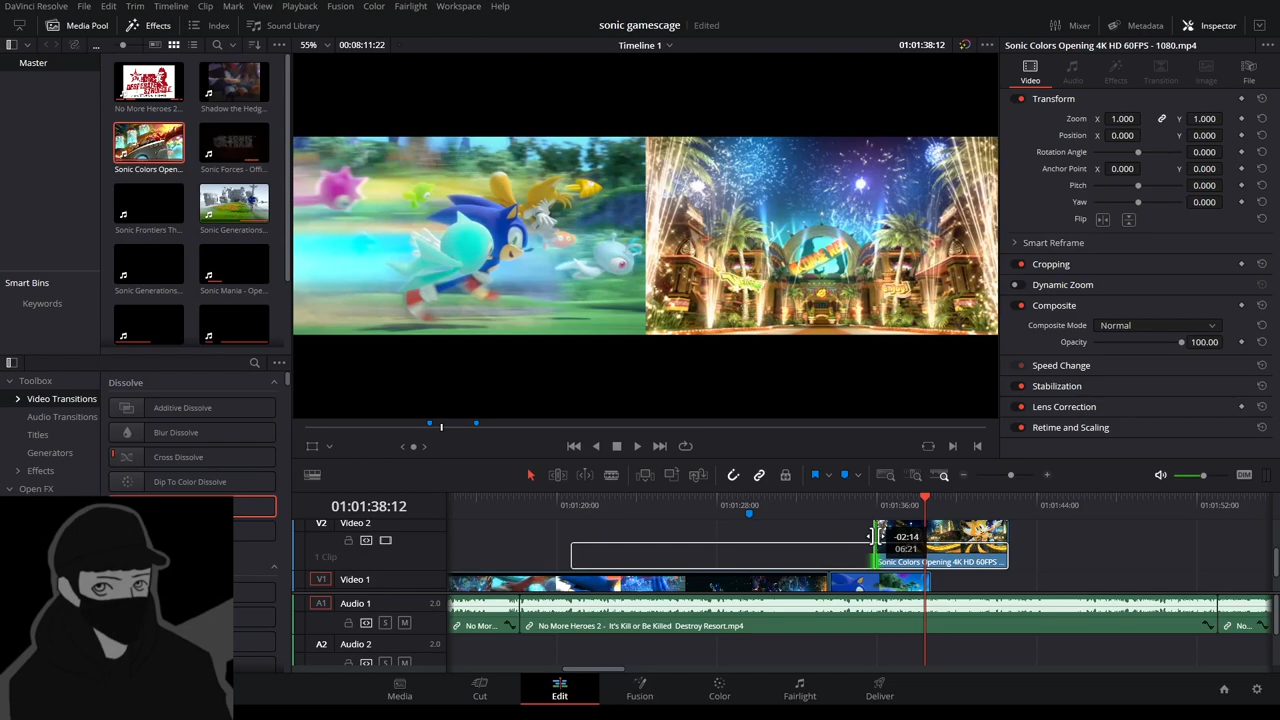 DaVinci Resolve File Edit Trim Timeline Clip Mark View Playback Fusion Color Fairlight Workspace Help
Media Pool Effects Index Sound Library sonic gamescage Edited Mixer Metadata Inspector
... 55% 00:08:11:22 Timeline 1 01:01:38:12 Sonic Colors Opening 4K HD 60FPS - 1080.mp4
Master
No More Heroes 2... Shadow the Hedg...
Sonic Colors Open... Sonic Forces - Offi...
Sonic Frontiers Th... Sonic Generations...
Sonic Generations... Sonic Mania - Ope...
Smart Bins
Keywords
Video Audio Effects Transition Image File
Transform
Zoom X 1.000 Y 1.000
Position X 0.000 Y 0.000
Rotation Angle 0.000
Anchor Point X 0.000 Y 0.000
Pitch 0.000
Yaw 0.000
Flip
Smart Reframe
Cropping
Dynamic Zoom
Composite
Composite Mode Normal
Opacity 100.00
Speed Change
Stabilization
Lens Correction
Retime and Scaling
Toolbox
Video Transitions
Audio Transitions
Titles
Generators
Effects
Open FX
Dissolve
Additive Dissolve
Blur Dissolve
Cross Dissolve
Dip To Color Dissolve
DIM
01:01:38:12 01:01:20:00 01:01:28:00 01:01:36:00 01:01:44:00 01:01:52:00
V2 Video 2
1 Clip
-02:14
06:21
Sonic Colors Opening 4K HD 60FPS ...
V1 Video 1
A1 Audio 1 2.0
S M
No Mor... No More Heroes 2 - It's Kill or Be Killed Destroy Resort.mp4 No...
A2 Audio 2 2.0
S M
Media Cut Edit Fusion Color Fairlight Deliver